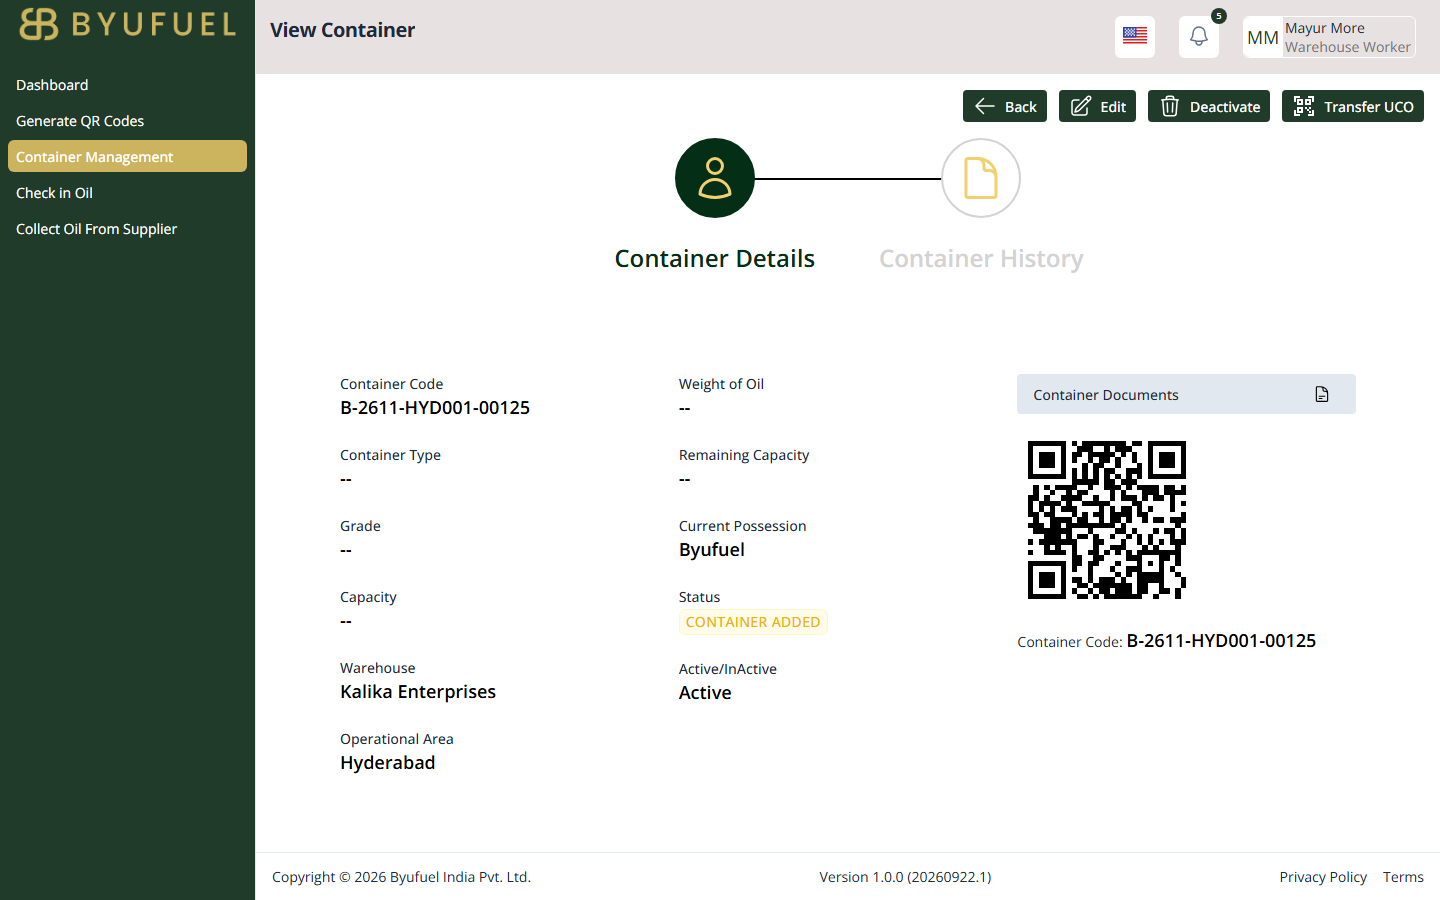 BYUFUEL
Dashboard
Generate QR Codes
Container Management
Check in Oil
Collect Oil From Supplier
View Container
5
MM
Mayur More
Warehouse Worker
Back
Edit
Deactivate
Transfer UCO
Container Details
Container History
Container Code
B-2611-HYD001-00125
Container Type
--
Grade
--
Capacity
--
Warehouse
Kalika Enterprises
Operational Area
Hyderabad
Weight of Oil
--
Remaining Capacity
--
Current Possession
Byufuel
Status
CONTAINER ADDED
Active/InActive
Active
Container Documents
Container Code: B-2611-HYD001-00125
Copyright © 2026 Byufuel India Pvt. Ltd.
Version 1.0.0 (20260922.1)
Privacy Policy
Terms